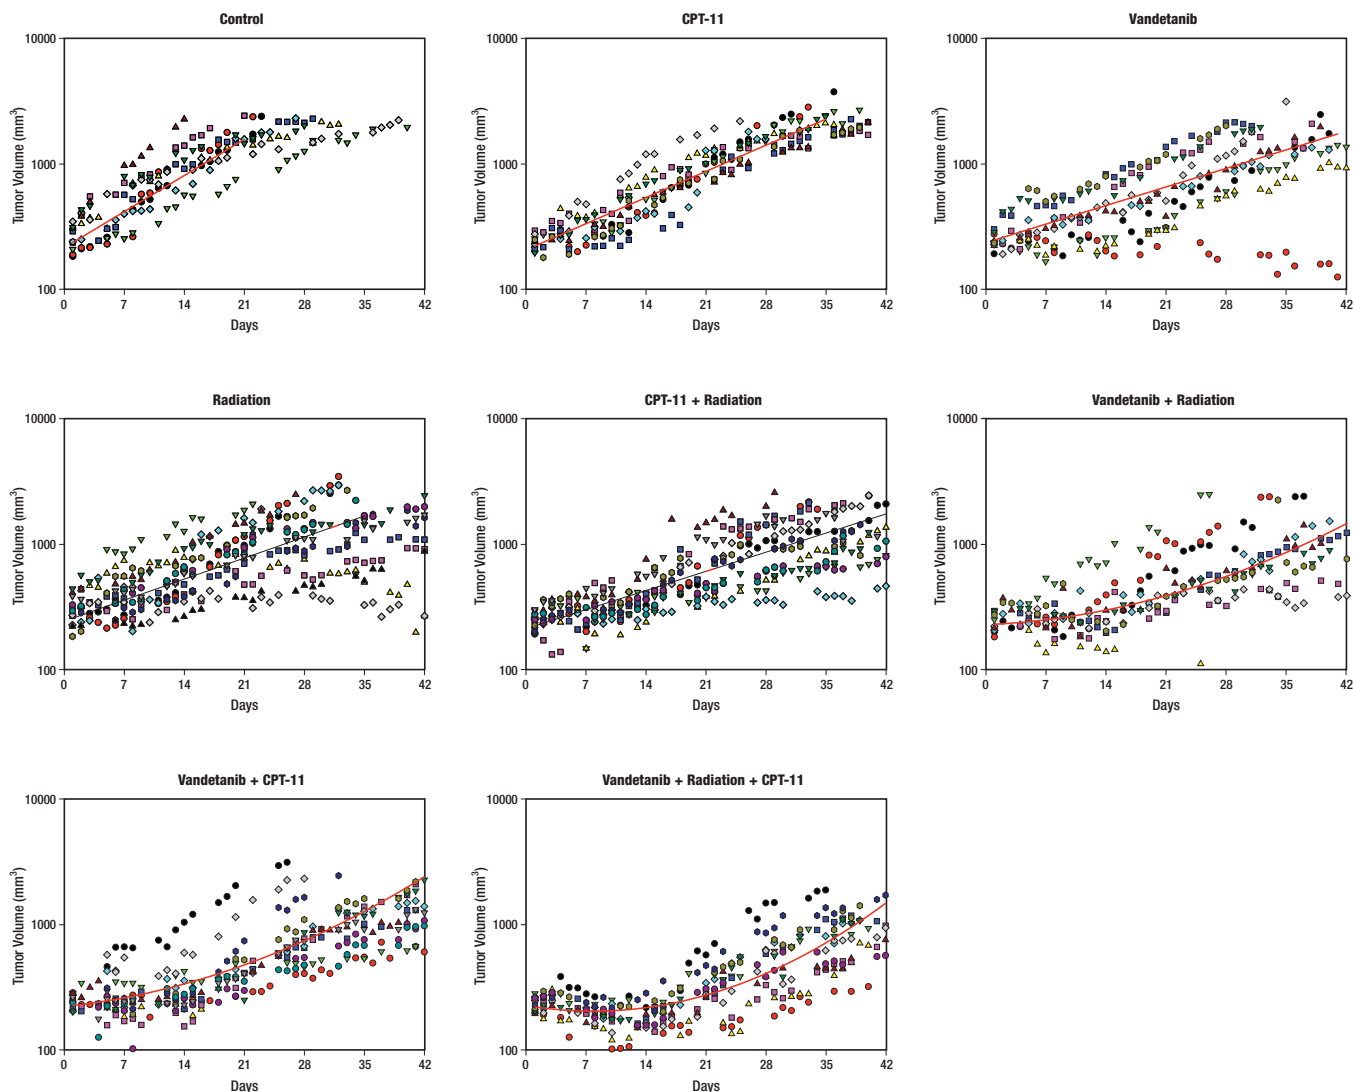 Control CPT-11 Vandetanib
10000 10000 10000
Tumor Volume (mm³) Tumor Volume (mm³) Tumor Volume (mm³)
1000 1000 1000
100 100 100
0 7 14 21 28 35 42 0 7 14 21 28 35 42 0 7 14 21 28 35 42
Days Days Days
Radiation CPT-11 + Radiation Vandetanib + Radiation
10000 10000 10000
Tumor Volume (mm³) Tumor Volume (mm³) Tumor Volume (mm³)
1000 1000 1000
100 100 100
0 7 14 21 28 35 42 0 7 14 21 28 35 42 0 7 14 21 28 35 42
Days Days Days
Vandetanib + CPT-11 Vandetanib + Radiation + CPT-11
10000 10000
Tumor Volume (mm³) Tumor Volume (mm³)
1000 1000
100 100
0 7 14 21 28 35 42 0 7 14 21 28 35 42
Days Days